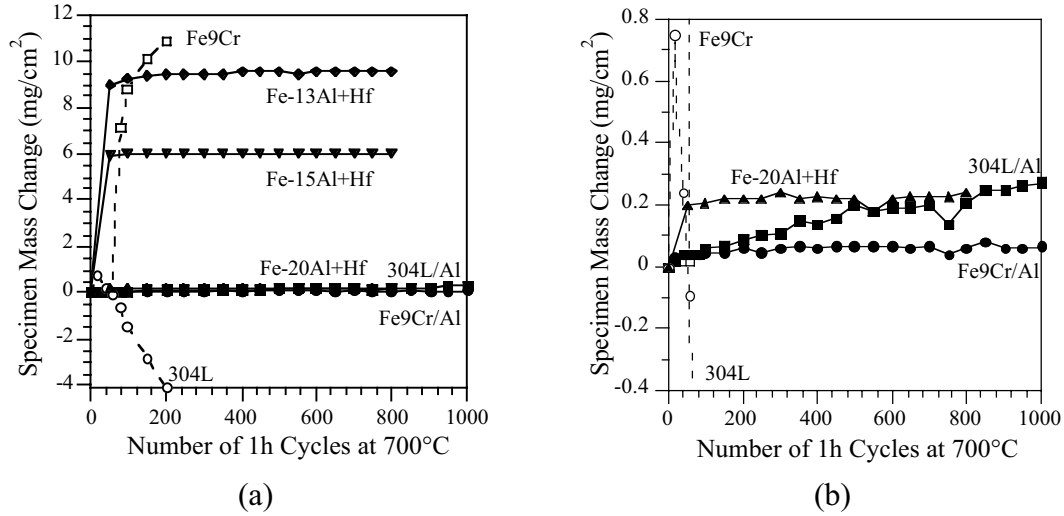 12
10
8
6
4
2
0
-2
-4
Specimen Mass Change (mg/cm²)
Fe9Cr
Fe-13Al+Hf
Fe-15Al+Hf
Fe-20Al+Hf
304L/Al
Fe9Cr/Al
304L
0 200 400 600 800 1000
Number of 1h Cycles at 700°C
(a)
0.8
0.6
0.4
0.2
0
-0.2
-0.4
Specimen Mass Change (mg/cm²)
Fe9Cr
304L/Al
Fe-20Al+Hf
Fe9Cr/Al
304L
0 200 400 600 800 1000
Number of 1h Cycles at 700°C
(b)